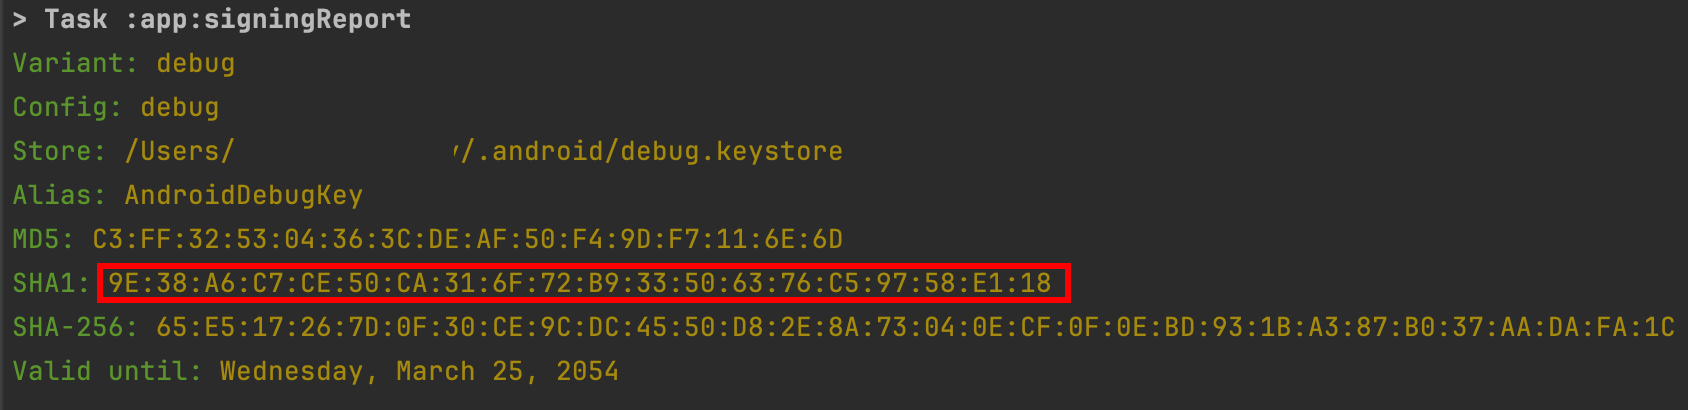 > Task :app:signingReport
Variant: debug
Config: debug
Store: /Users/ /.android/debug.keystore
Alias: AndroidDebugKey
MD5: C3:FF:32:53:04:36:3C:DE:AF:50:F4:9D:F7:11:6E:6D
SHA1: 9E:38:A6:C7:CE:50:CA:31:6F:72:B9:33:50:63:76:C5:97:58:E1:18
SHA-256: 65:E5:17:26:7D:0F:30:CE:9C:DC:45:50:D8:2E:8A:73:04:0E:CF:0F:0E:BD:93:1B:A3:87:B0:37:AA:DA:FA:1C
Valid until: Wednesday, March 25, 2054